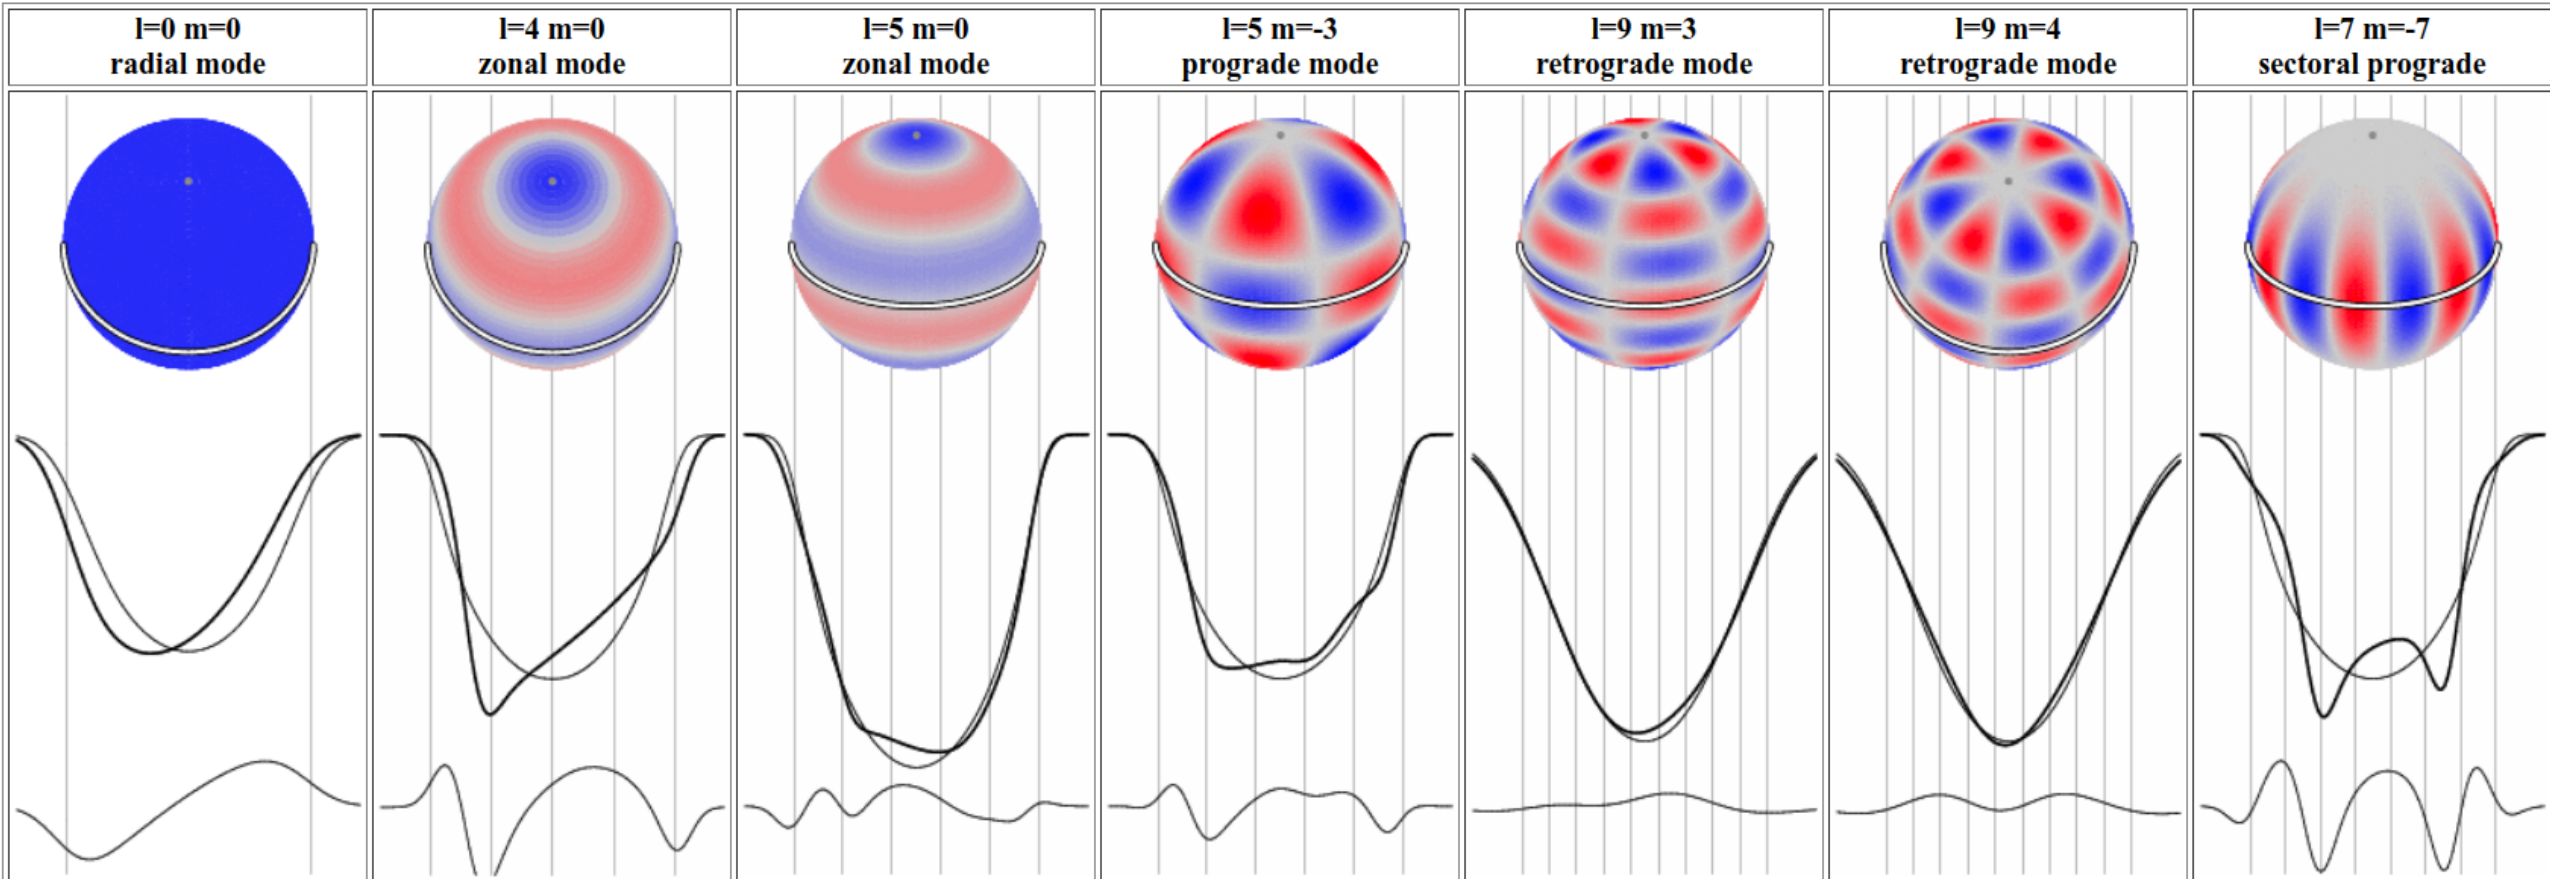 l=0 m=0
radial mode
l=4 m=0
zonal mode
l=5 m=0
zonal mode
l=5 m=-3
prograde mode
l=9 m=3
retrograde mode
l=9 m=4
retrograde mode
l=7 m=-7
sectoral prograde